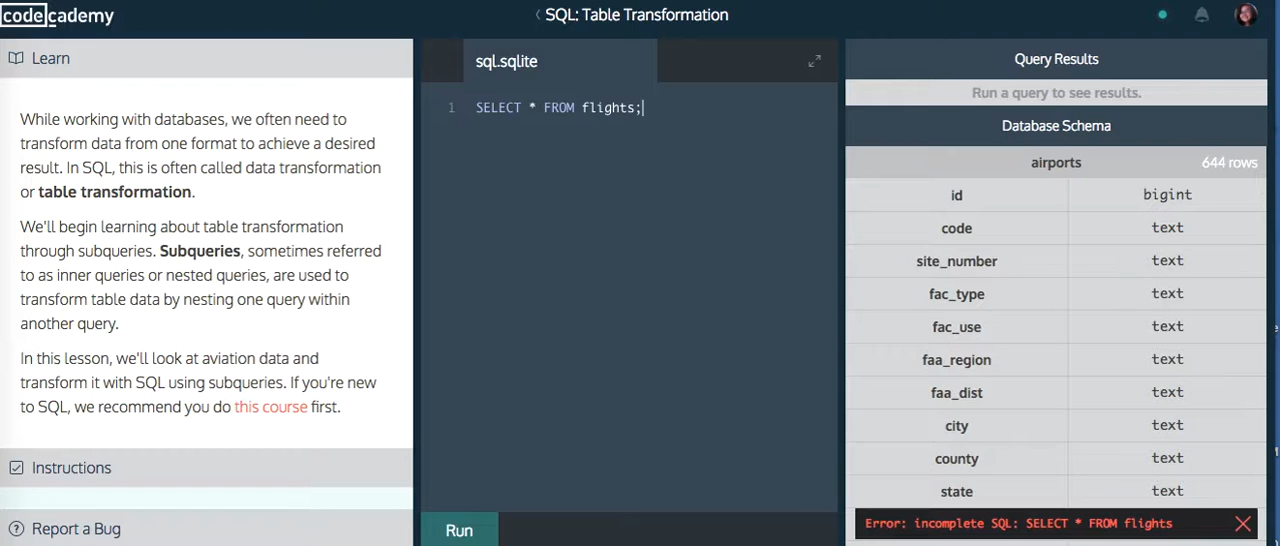 codecademy
SQL: Table Transformation
Learn
While working with databases, we often need to
transform data from one format to achieve a desired
result. In SQL, this is often called data transformation
or table transformation.
We'll begin learning about table transformation
through subqueries. Subqueries, sometimes referred
to as inner queries or nested queries, are used to
transform table data by nesting one query within
another query.
In this lesson, we'll look at aviation data and
transform it with SQL using subqueries. If you're new
to SQL, we recommend you do this course first.
Instructions
Report a Bug
sql.sqlite
1 SELECT * FROM flights;
Run
Query Results
Run a query to see results.
Database Schema
airports 644 rows
id bigint
code text
site_number text
fac_type text
fac_use text
faa_region text
faa_dist text
city text
county text
state text
Error: incomplete SQL: SELECT * FROM flights